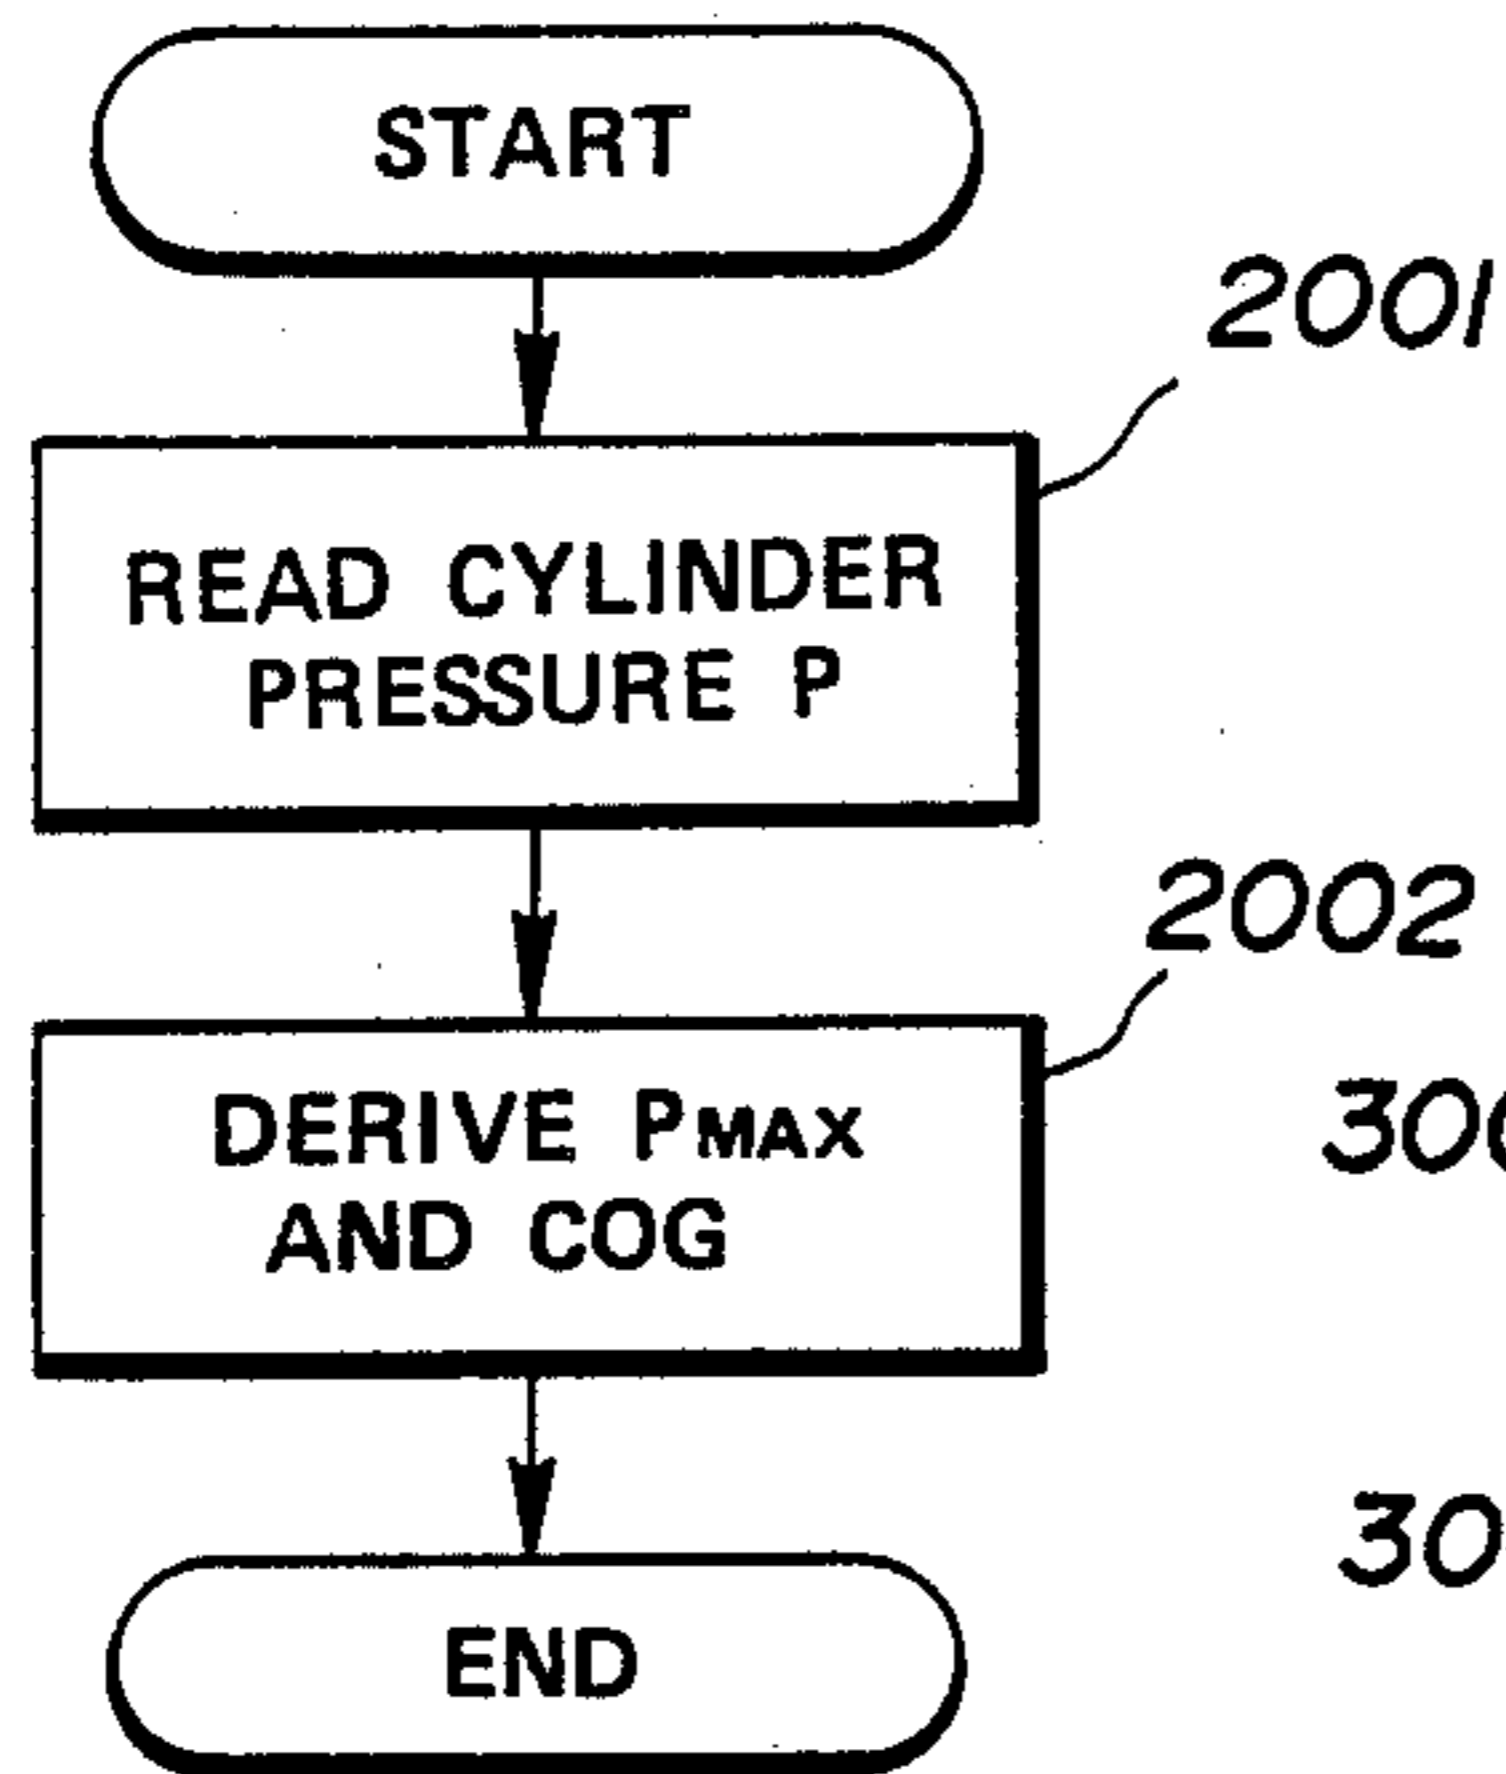 START
2001
READ CYLINDER
PRESSURE P
2002
DERIVE PMAX
AND COG
END